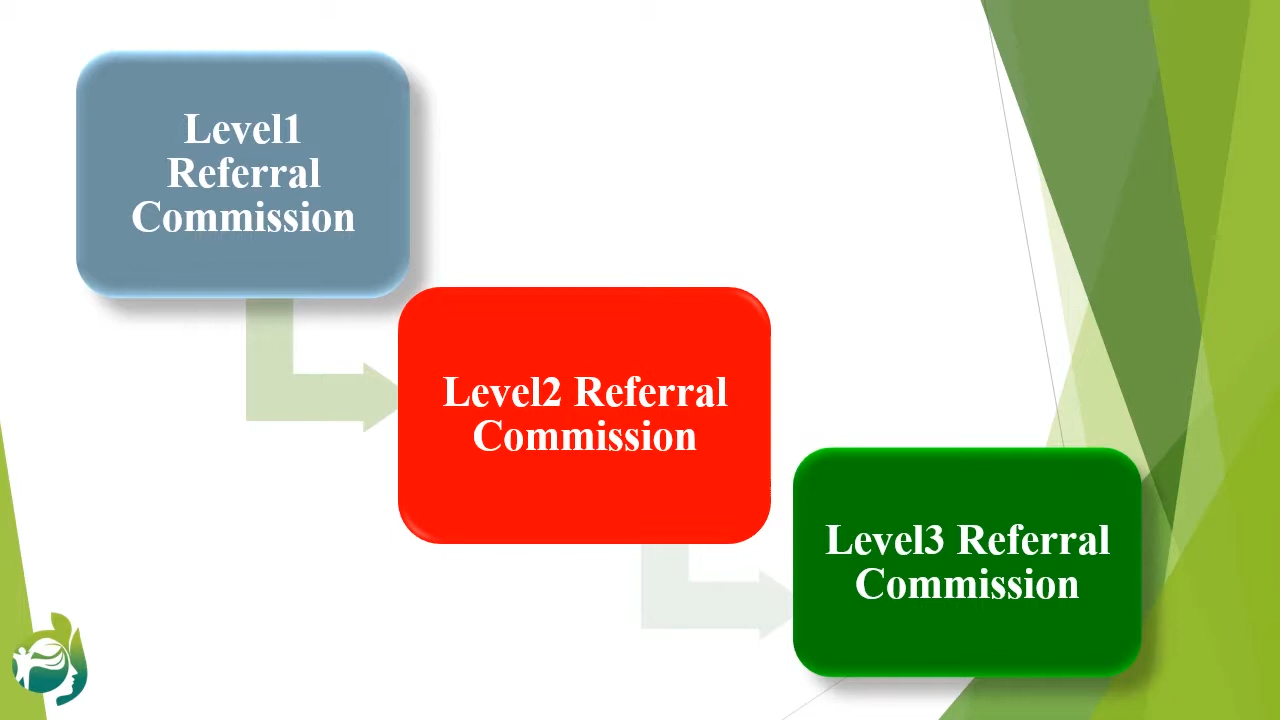 Level1
Referral
Commission
Level2 Referral
Commission
Level3 Referral
Commission